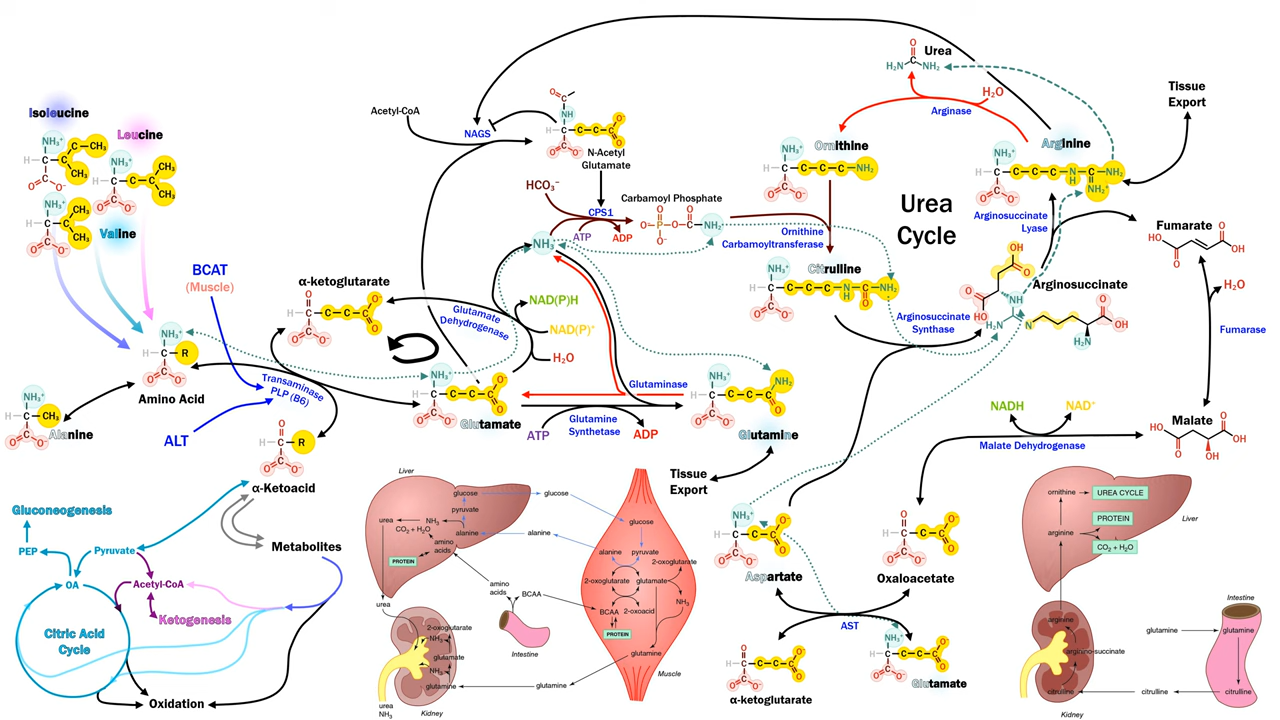 Isoleucine
Leucine
Valine
BCAT
(Muscle)
Amino Acid
Alanine
ALT
Transaminase
PLP (B6)
α-ketoglutarate
α-Ketoacid
Gluconeogenesis
PEP
Pyruvate
OA
Acetyl-CoA
Ketogenesis
Metabolites
Citric Acid
Cycle
Oxidation
Acetyl-CoA
NAGS
N-Acetyl
Glutamate
HCO₃⁻
CPS1
ATP
ADP
Carbamoyl Phosphate
NH₃
NAD(P)H
NAD(P)⁺
H₂O
Glutamate
Dehydrogenase
Glutamate
Glutaminase
Glutamine
Synthetase
ATP
ADP
Glutamine
Tissue
Export
Urea
H₂O
Arginase
Ornithine
Arginine
Tissue
Export
Urea
Cycle
Ornithine
Carbamoyltransferase
Citrulline
Arginosuccinate
Lyase
Arginosuccinate
Arginosuccinate
Synthase
Fumarate
H₂O
Fumarase
Malate
NADH
NAD⁺
Malate Dehydrogenase
Aspartate
Oxaloacetate
AST
α-ketoglutarate
Glutamate
Liver
glucose
glucose
pyruvate
urea
NH₃
CO₂ + H₂O
alanine
alanine
amino
acids
PROTEIN
glucose
alanine
pyruvate
2-oxoglutarate
2-oxoglutarate
glutamate
BCAA
2-oxoacid
NH₃
PROTEIN
glutamine
Muscle
amino
acids
BCAA
Intestine
urea
2-oxoglutarate
NH₃
glutamate
NH₃
glutamine
glutamine
urea
NH₃
Kidney
ornithine
UREA CYCLE
PROTEIN
arginine
CO₂ + H₂O
Liver
arginine
arginino-succinate
citrulline
citrulline
citrulline
Kidney
Intestine
glutamine
glutamine